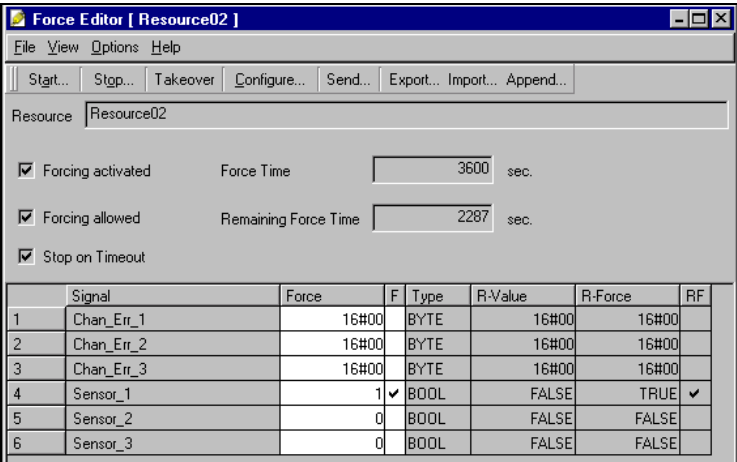 Force Editor [ Resource02 ]
File View Options Help
Start... Stop... Takeover Configure... Send... Export... Import... Append...
Resource Resource02
Forcing activated Force Time 3600 sec.
Forcing allowed Remaining Force Time 2287 sec.
Stop on Timeout
Signal Force F Type R-Value R-Force RF
1 Chan_Err_1 16#00 BYTE 16#00 16#00
2 Chan_Err_2 16#00 BYTE 16#00 16#00
3 Chan_Err_3 16#00 BYTE 16#00 16#00
4 Sensor_1 1 BOOL FALSE TRUE
5 Sensor_2 0 BOOL FALSE FALSE
6 Sensor_3 0 BOOL FALSE FALSE